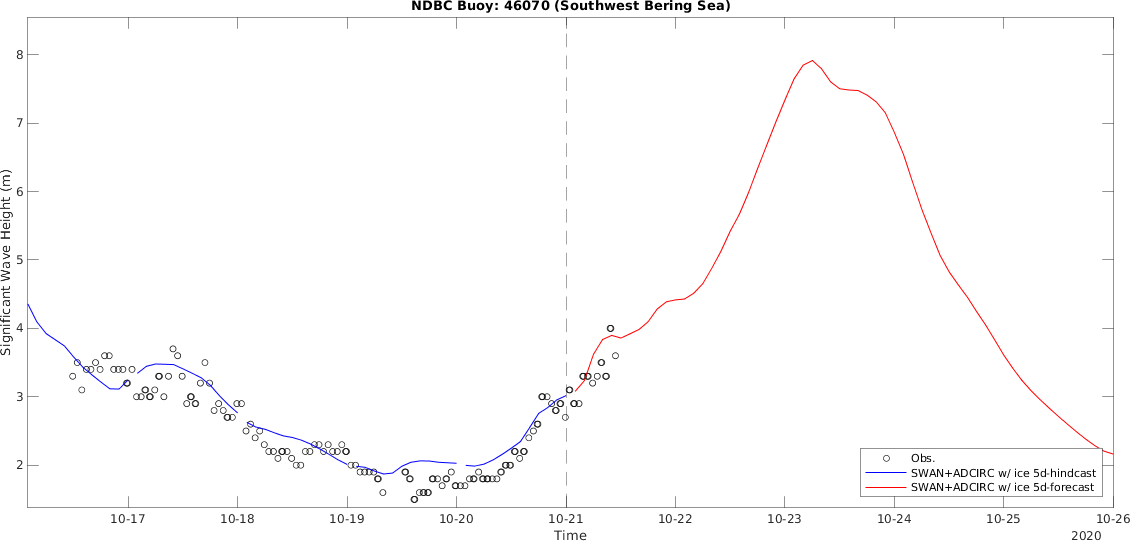 NDBC Buoy: 46070 (Southwest Bering Sea)
Significant Wave Height (m)
8
7
6
5
4
3
2
Obs.
SWAN+ADCIRC w/ ice 5d-hindcast
SWAN+ADCIRC w/ ice 5d-forecast
10-17 10-18 10-19 10-20 10-21 10-22 10-23 10-24 10-25 10-26
Time
2020